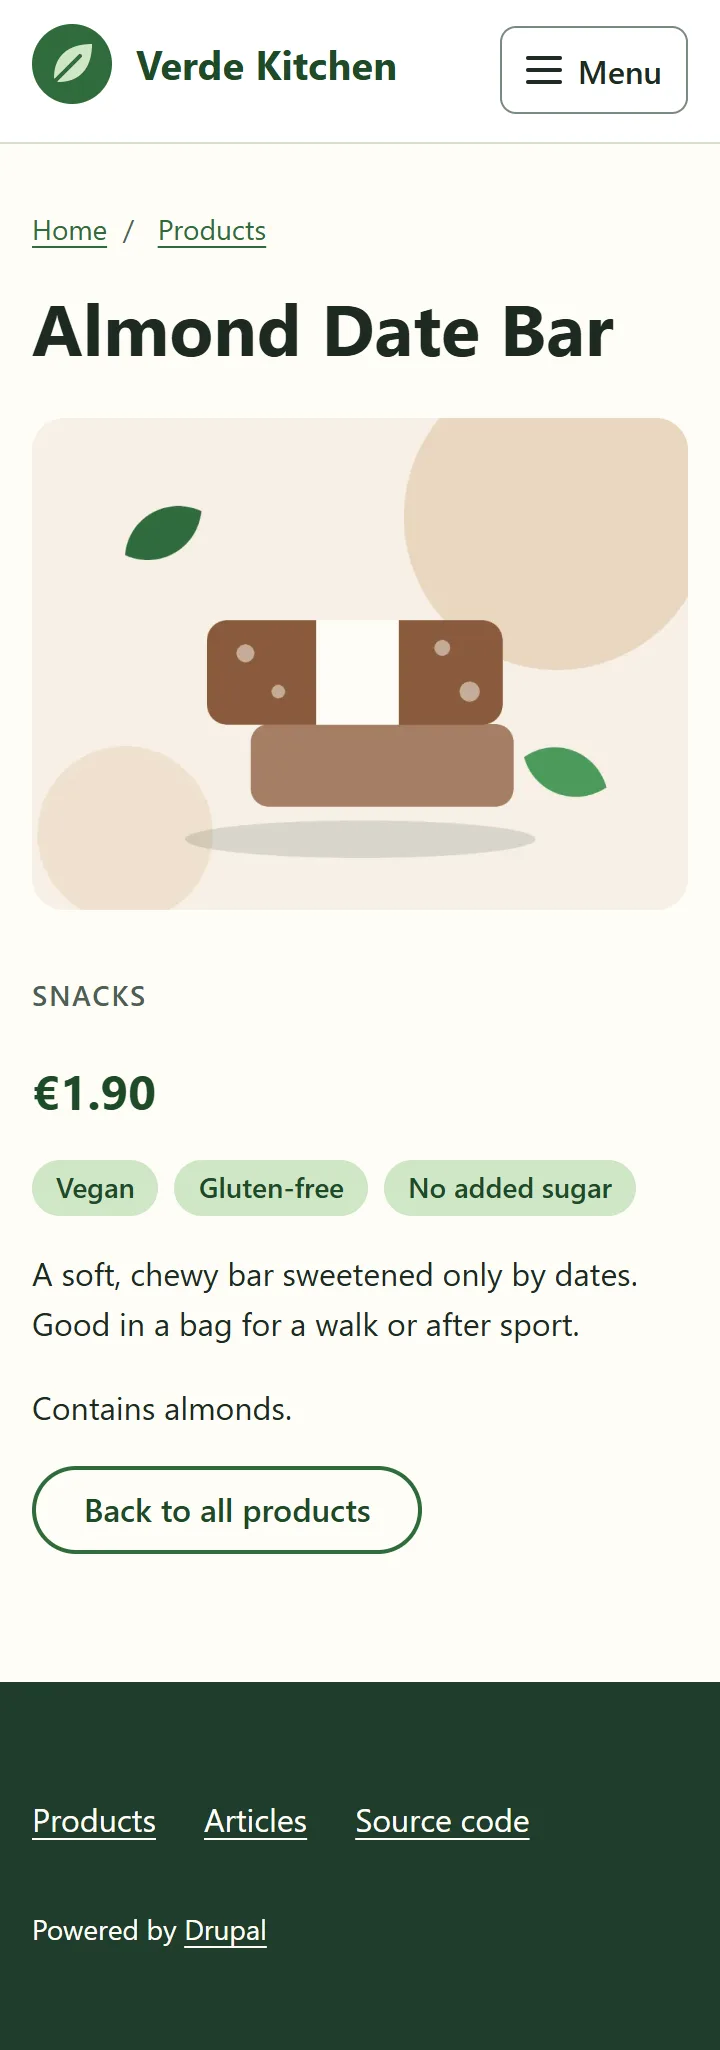 Verde Kitchen
Menu
Home / Products
Almond Date Bar
SNACKS
€1.90
Vegan Gluten-free No added sugar
A soft, chewy bar sweetened only by dates.
Good in a bag for a walk or after sport.
Contains almonds.
Back to all products
Products Articles Source code
Powered by Drupal